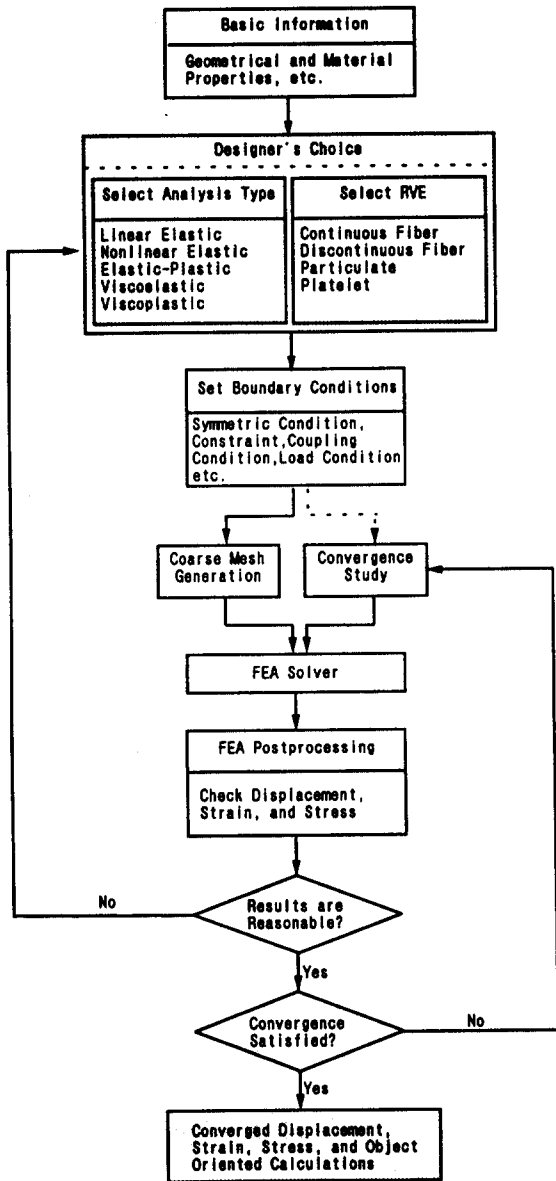 Basic Information
Geometrical and Material
Properties, etc.
Designer's Choice
Select Analysis Type
Linear Elastic
Nonlinear Elastic
Elastic-Plastic
Viscoelastic
Viscoplastic
Select RVE
Continuous Fiber
Discontinuous Fiber
Particulate
Platelet
Set Boundary Conditions
Symmetric Condition,
Constraint,Coupling
Condition,Load Condition
etc.
Coarse Mesh
Generation
Convergence
Study
FEA Solver
FEA Postprocessing
Check Displacement,
Strain, and Stress
Results are
Reasonable?
No
Yes
Convergence
Satisfied?
No
Yes
Converged Displacement,
Strain, Stress, and Object
Oriented Calculations